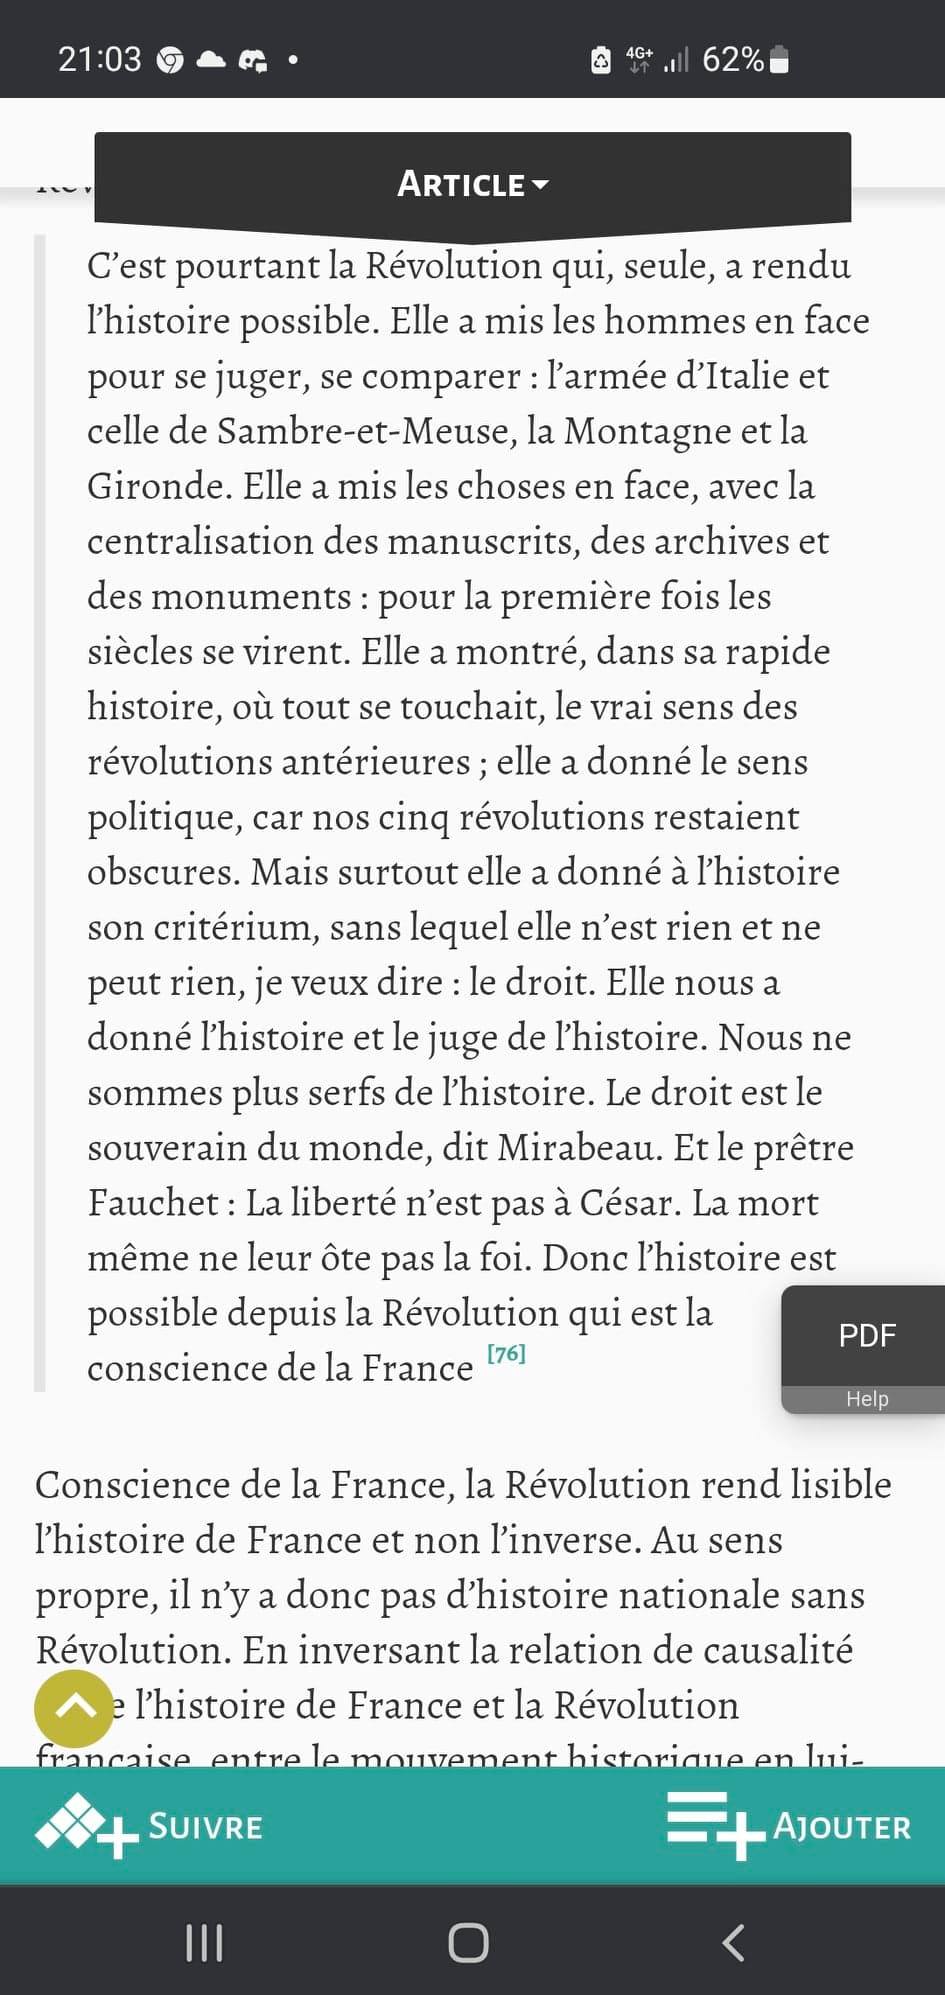 21:03
4G+
62%
ARTICLE
C’est pourtant la Révolution qui, seule, a rendu
l’histoire possible. Elle a mis les hommes en face
pour se juger, se comparer : l’armée d’Italie et
celle de Sambre-et-Meuse, la Montagne et la
Gironde. Elle a mis les choses en face, avec la
centralisation des manuscrits, des archives et
des monuments : pour la première fois les
siècles se virent. Elle a montré, dans sa rapide
histoire, où tout se touchait, le vrai sens des
révolutions antérieures ; elle a donné le sens
politique, car nos cinq révolutions restaient
obscures. Mais surtout elle a donné à l’histoire
son critérium, sans lequel elle n’est rien et ne
peut rien, je veux dire : le droit. Elle nous a
donné l’histoire et le juge de l’histoire. Nous ne
sommes plus serfs de l’histoire. Le droit est le
souverain du monde, dit Mirabeau. Et le prêtre
Fauchet : La liberté n’est pas à César. La mort
même ne leur ôte pas la foi. Donc l’histoire est
possible depuis la Révolution qui est la
conscience de la France [76]
PDF
Help
Conscience de la France, la Révolution rend lisible
l’histoire de France et non l’inverse. Au sens
propre, il n’y a donc pas d’histoire nationale sans
Révolution. En inversant la relation de causalité
e l’histoire de France et la Révolution
française, entre le mouvement historique en lui-
SUIVRE
AJOUTER